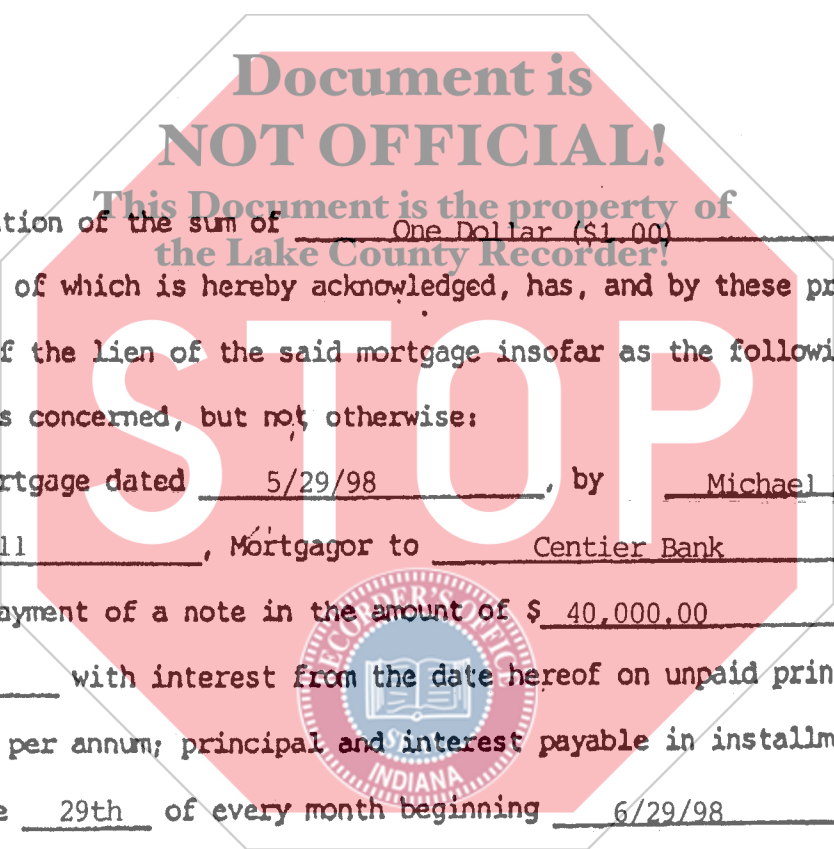 Document is
NOT OFFICIAL!
This Document is the property of
the Lake County Recorder!
STOP
tion of the sum of One Dollar ($1.00)
of which is hereby acknowledged, has, and by these pr
f the lien of the said mortgage insofar as the followi
s concerned, but not otherwise:
rtgage dated 5/29/98, by Michael
ll, Mortgagor to Centier Bank
ayment of a note in the amount of $ 40,000.00
with interest from the date hereof on unpaid prin
per annum; principal and interest payable in installm
e 29th of every month beginning 6/29/98
RECORDER'S OFFIC
INDIANA